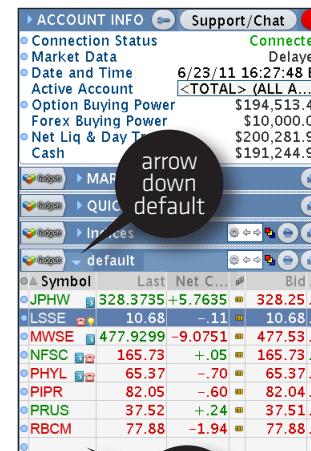 ACCOUNT INFO Support/Chat
Connection Status Connecte
Market Data Delaye
Date and Time 6/23/11 16:27:48
Active Account <TOTAL> (ALL A...
Option Buying Power $194,513.4
Forex Buying Power $10,000.0
Net Liq & Day Tr $200,281.9
Cash $191,244.9
arrow
down
default
Gadgets MAR
Gadgets QUIC
Gadgets Indices
Gadgets default
Symbol Last Net C... Bid
JPHW 328.3735 +5.7635 328.25
LSSE 10.68 -.11 10.68
MWSE 477.9299 -9.0751 477.53
NFSC 165.73 +.05 165.73
PHYL 65.37 -.70 65.37
PIPR 82.05 -.60 82.04
PRUS 37.52 +.24 37.51
RBCM 77.88 -1.94 77.88